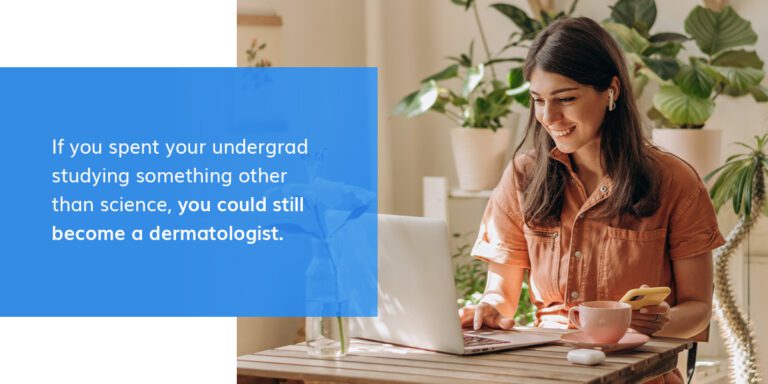 If you spent your undergrad
studying something other
than science, you could still
become a dermatologist.